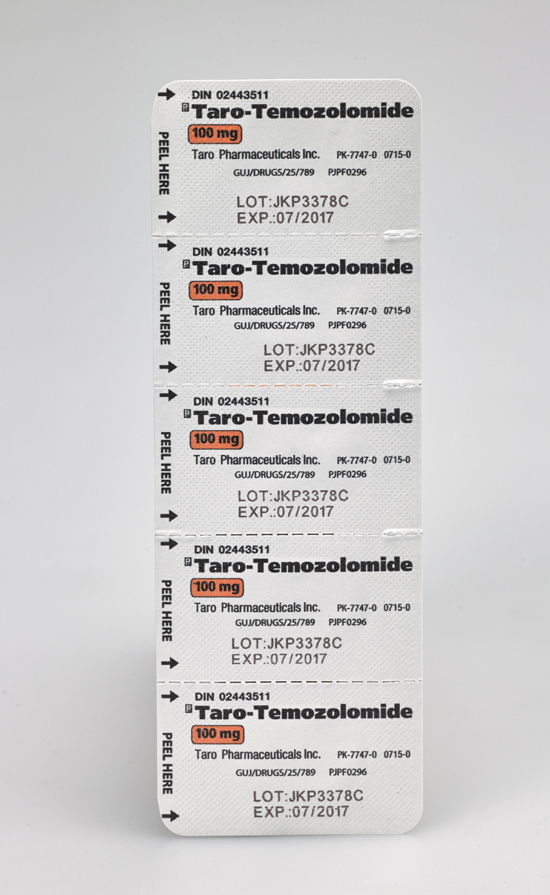 DIN 02443511
Pr Taro-Temozolomide
100 mg
Taro Pharmaceuticals Inc. PK-7747-0 0715-0
GUJ/DRUGS/25/789 PJPF0296
LOT:JKP3378C
EXP.:07/2017
PEEL HERE
DIN 02443511
Pr Taro-Temozolomide
100 mg
Taro Pharmaceuticals Inc. PK-7747-0 0715-0
GUJ/DRUGS/25/789 PJPF0296
LOT:JKP3378C
EXP.:07/2017
PEEL HERE
DIN 02443511
Pr Taro-Temozolomide
100 mg
Taro Pharmaceuticals Inc. PK-7747-0 0715-0
GUJ/DRUGS/25/789 PJPF0296
LOT:JKP3378C
EXP.:07/2017
PEEL HERE
DIN 02443511
Pr Taro-Temozolomide
100 mg
Taro Pharmaceuticals Inc. PK-7747-0 0715-0
GUJ/DRUGS/25/789 PJPF0296
LOT:JKP3378C
EXP.:07/2017
PEEL HERE
DIN 02443511
Pr Taro-Temozolomide
100 mg
Taro Pharmaceuticals Inc. PK-7747-0 0715-0
GUJ/DRUGS/25/789 PJPF0296
LOT:JKP3378C
EXP.:07/2017
PEEL HERE